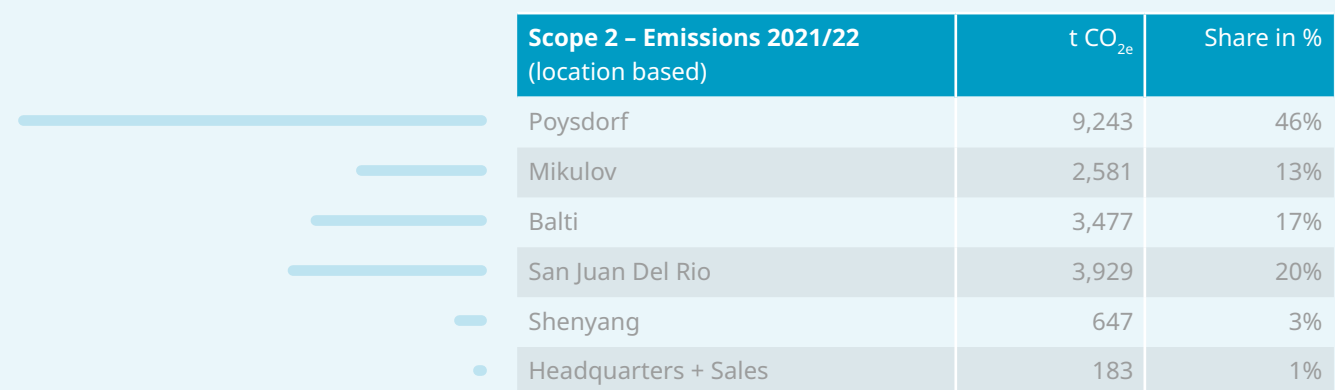 Scope 2 – Emissions 2021/22 t CO2e Share in %
(location based)
Poysdorf 9,243 46%
Mikulov 2,581 13%
Balti 3,477 17%
San Juan Del Rio 3,929 20%
Shenyang 647 3%
Headquarters + Sales 183 1%